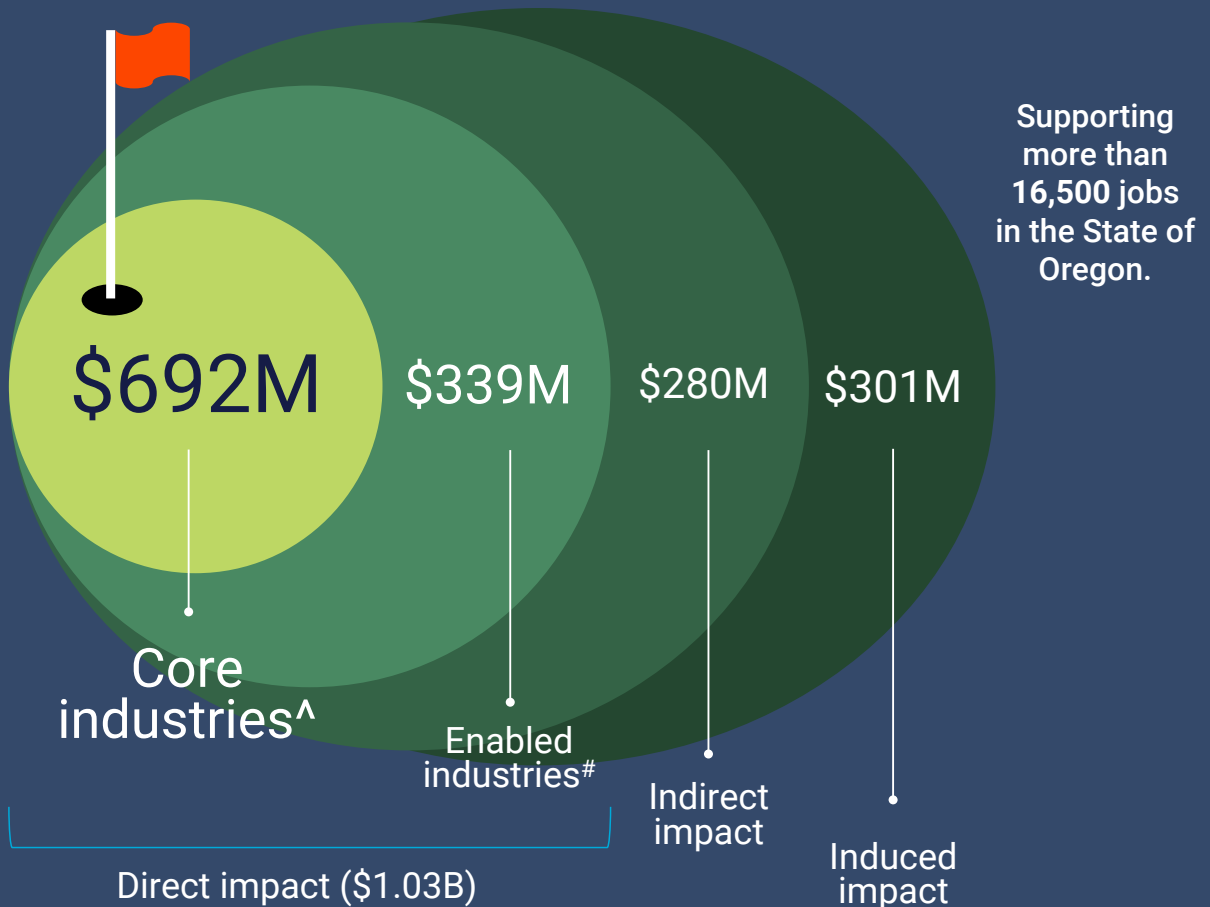 Supporting
more than
16,500 jobs
in the State of
Oregon.
$692M
$339M
$280M
$301M
Core
industries^
Enabled
industries#
Indirect
impact
Induced
impact
Direct impact ($1.03B)